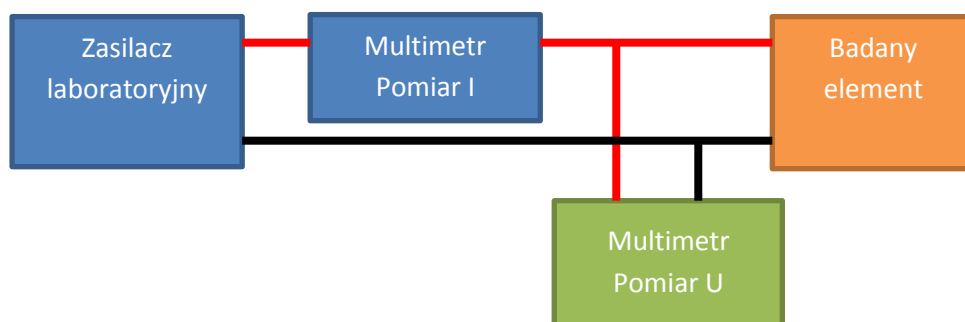 Zasilacz
laboratoryjny
Multimetr
Pomiar I
Badany
element
Multimetr
Pomiar U